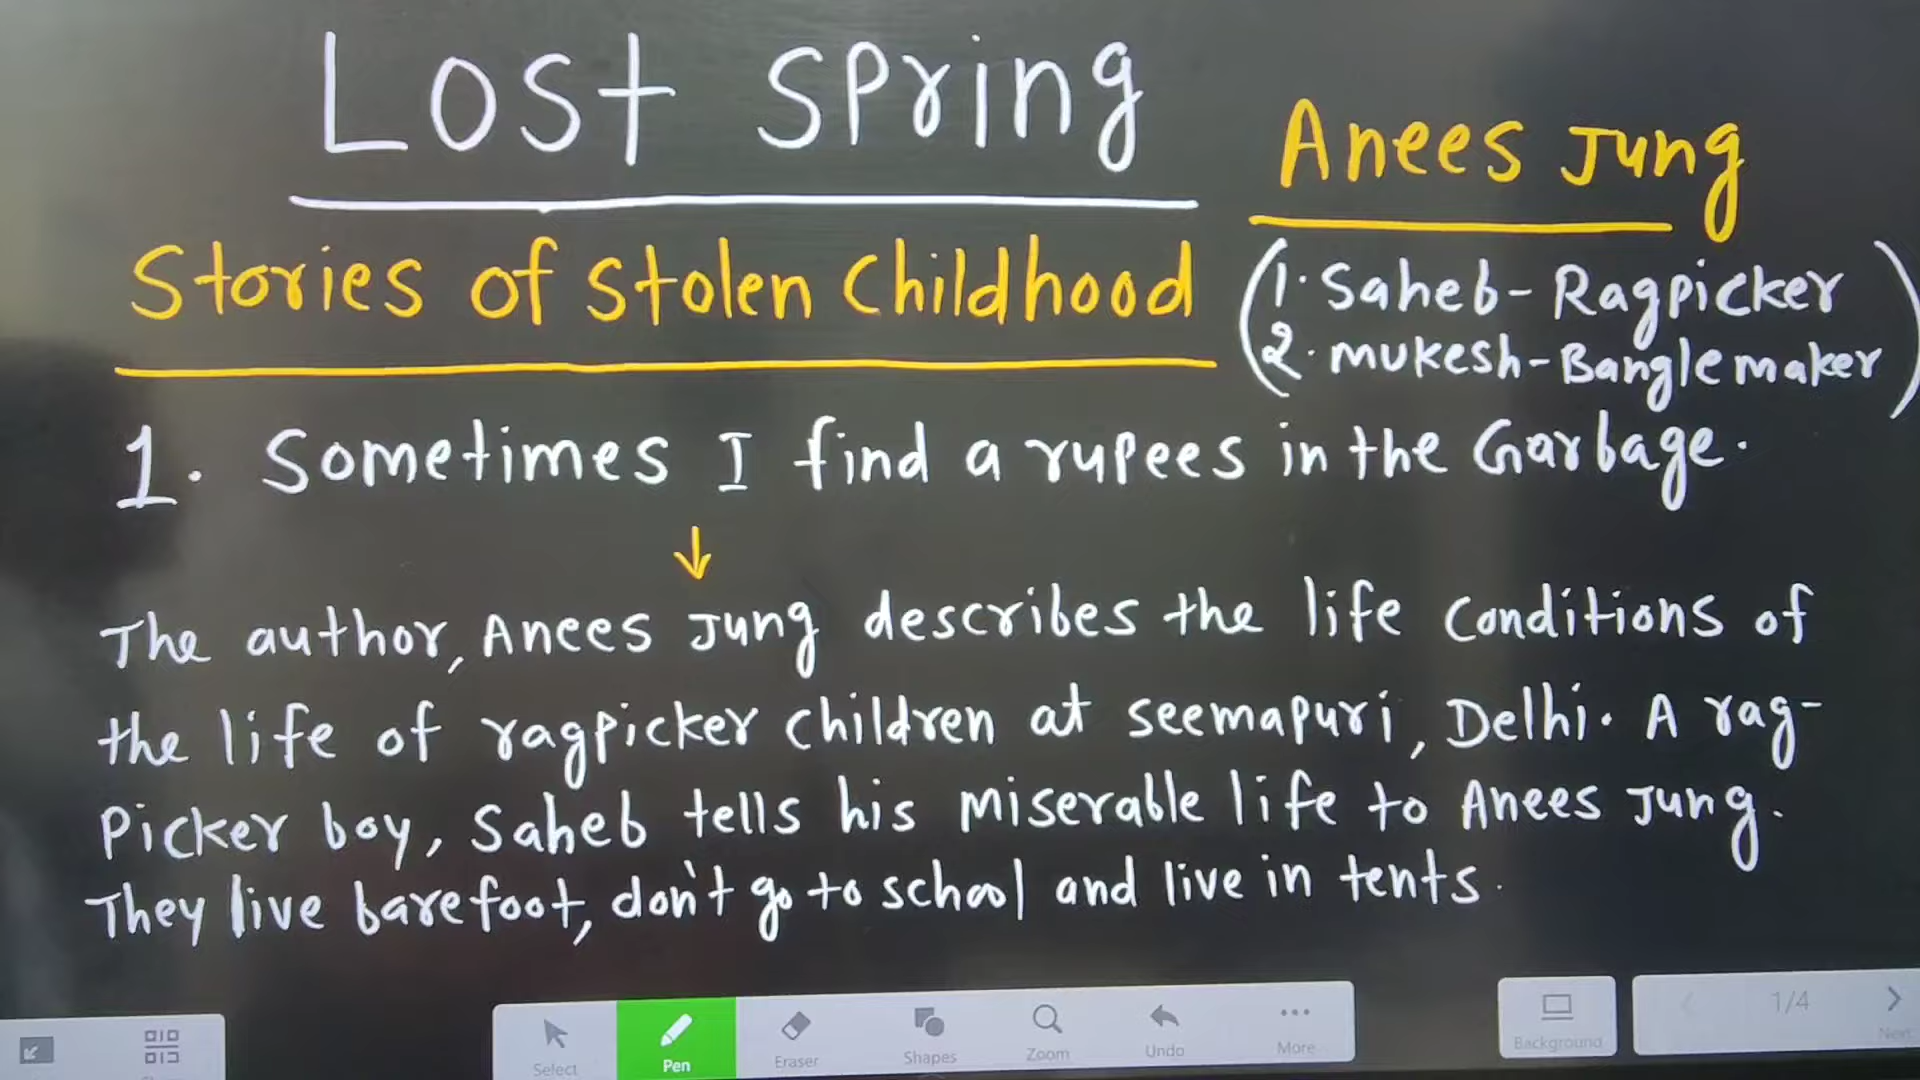 Lost Spring
Anees Jung
Stories of Stolen Childhood
(1. Saheb - Ragpicker
2. Mukesh - Bangle maker)
1. Sometimes I find a rupees in the Garbage.
↓
The author, Anees Jung describes the life conditions of
the life of ragpicker children at seemapuri, Delhi. A rag-
Picker boy, Saheb tells his miserable life to Anees Jung.
They live barefoot, don't go to school and live in tents.
Select
Pen
Eraser
Shapes
Zoom
Undo
More
Background
1/4
Next